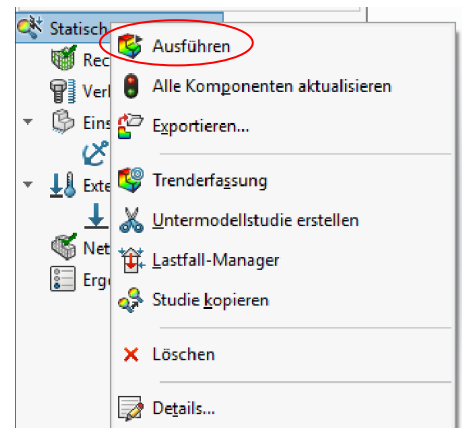 Statisch
Ausführen
Rec
Alle Komponenten aktualisieren
Eins
Exportieren...
Trenderfassung
Exte
Untermodellstudie erstellen
Net
Lastfall-Manager
Erge
Studie kopieren
Löschen
Details...